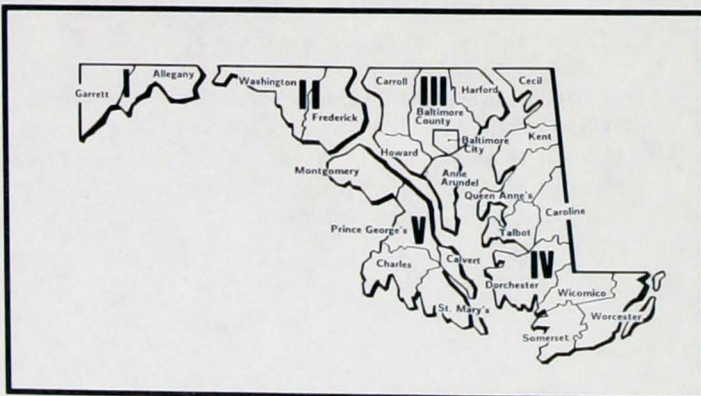 Garrett
I
Allegany
Washington
II
Frederick
Carroll
III
Baltimore
County
Harford
Cecil
Baltimore
City
Kent
Howard
Montgomery
Anne
Arundel
Queen Anne's
Caroline
Talbot
Prince George's
V
Charles
Calvert
St. Mary's
IV
Dorchester
Wicomico
Worcester
Somerset